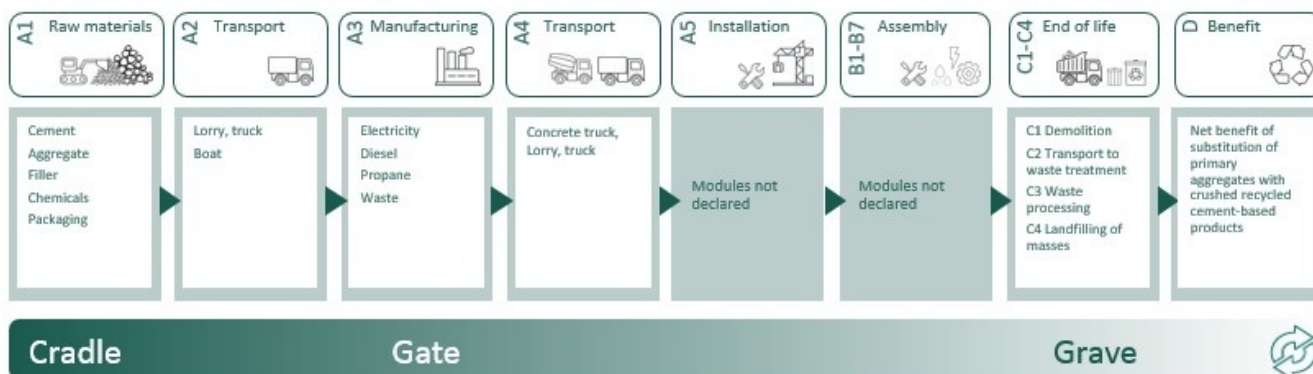 A1 Raw materials
A2 Transport
A3 Manufacturing
A4 Transport
A5 Installation
B1-B7 Assembly
C1-C4 End of life
D Benefit
Cement
Aggregate
Filler
Chemicals
Packaging
Lorry, truck
Boat
Electricity
Diesel
Propane
Waste
Concrete truck,
Lorry, truck
Modules not
declared
Modules not
declared
C1 Demolition
C2 Transport to
waste treatment
C3 Waste
processing
C4 Landfilling of
masses
Net benefit of
substitution of
primary
aggregates with
crushed recycled
cement-based
products
Cradle
Gate
Grave